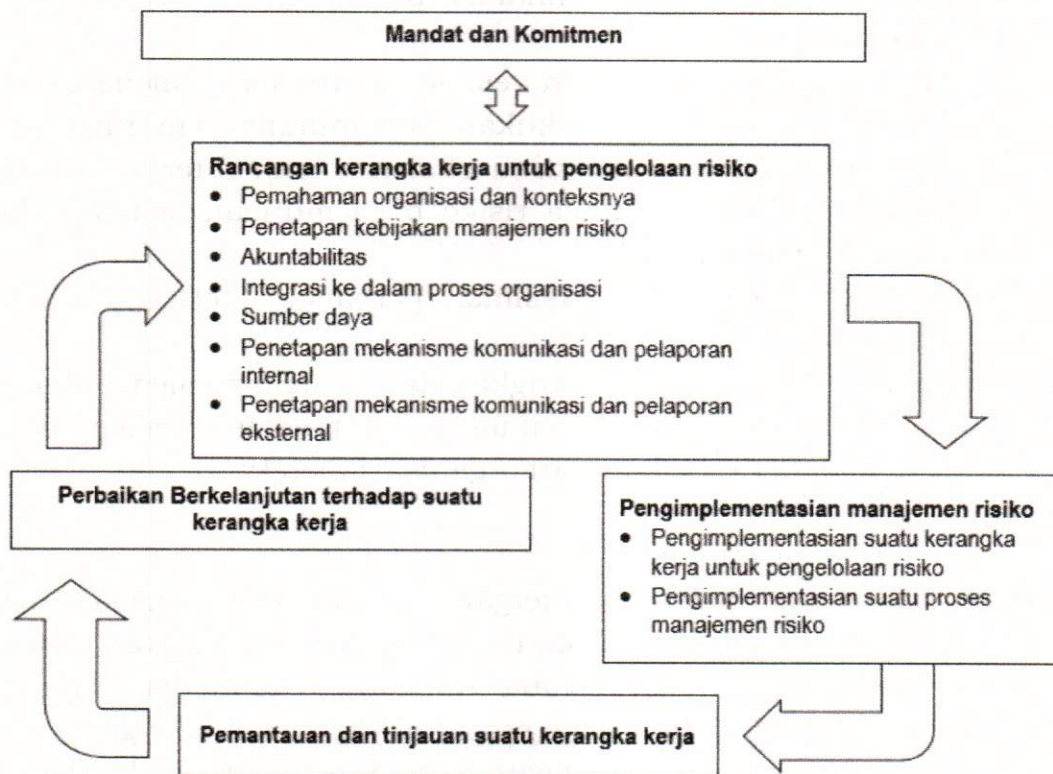 Mandat dan Komitmen
Rancangan kerangka kerja untuk pengelolaan risiko
• Pemahaman organisasi dan konteksnya
• Penetapan kebijakan manajemen risiko
• Akuntabilitas
• Integrasi ke dalam proses organisasi
• Sumber daya
• Penetapan mekanisme komunikasi dan pelaporan
internal
• Penetapan mekanisme komunikasi dan pelaporan
eksternal
Pengimplementasian manajemen risiko
• Pengimplementasian suatu kerangka
kerja untuk pengelolaan risiko
• Pengimplementasian suatu proses
manajemen risiko
Pemantauan dan tinjauan suatu kerangka kerja
Perbaikan Berkelanjutan terhadap suatu
kerangka kerja